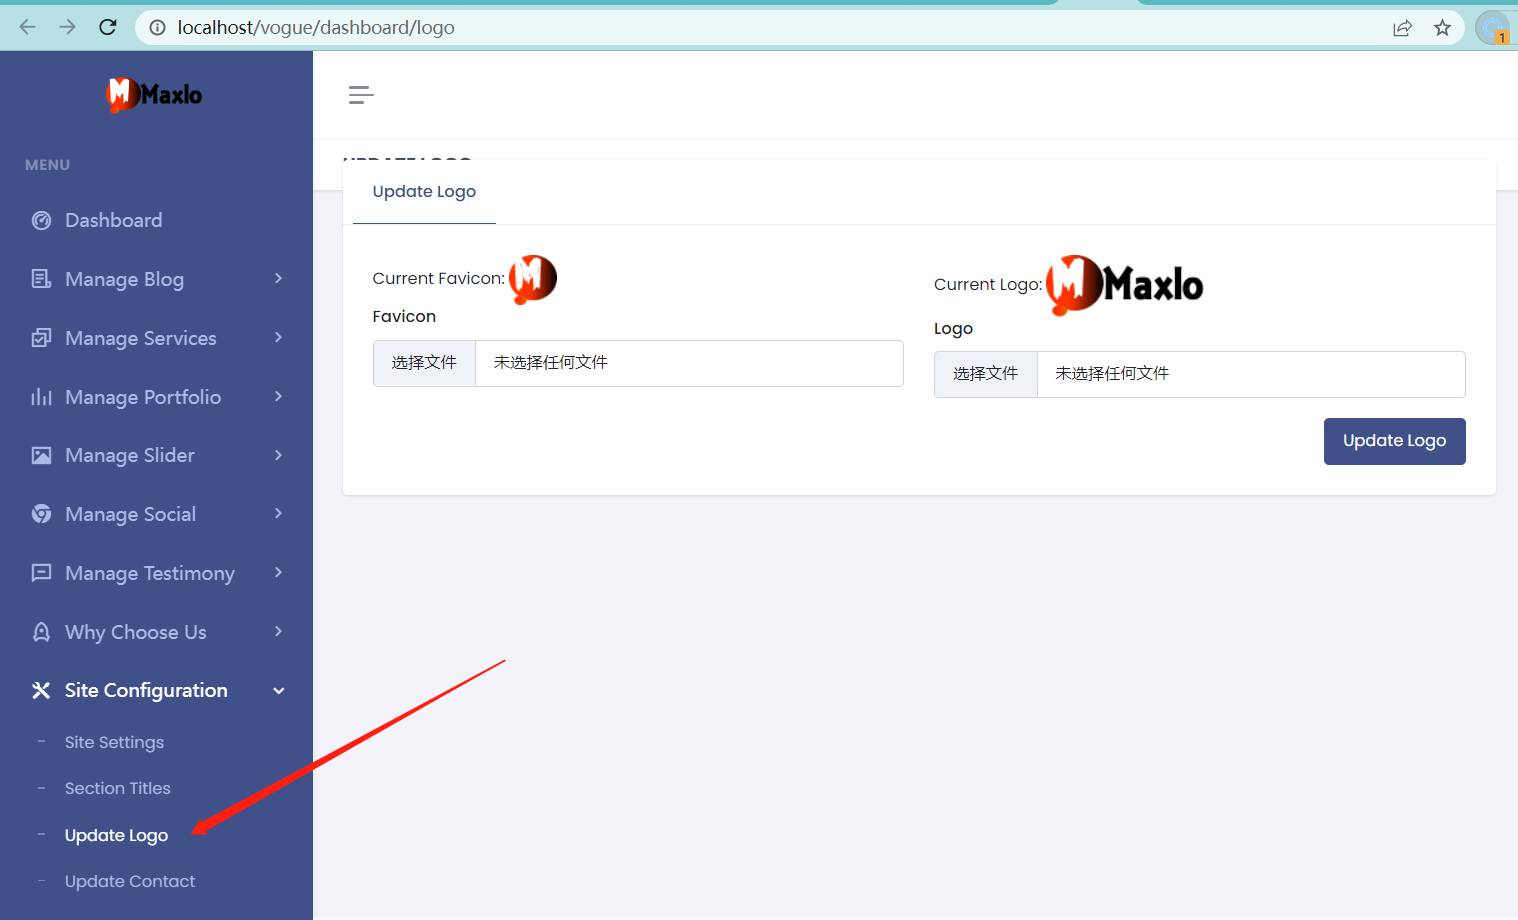 localhost/vogue/dashboard/logo
1
Maxlo
MENU
Dashboard
Manage Blog
Manage Services
Manage Portfolio
Manage Slider
Manage Social
Manage Testimony
Why Choose Us
Site Configuration
- Site Settings
- Section Titles
- Update Logo
- Update Contact
UPDATE LOGO
Update Logo
Current Favicon: M
Favicon
选择文件 未选择任何文件
Current Logo: M Maxlo
Logo
选择文件 未选择任何文件
Update Logo